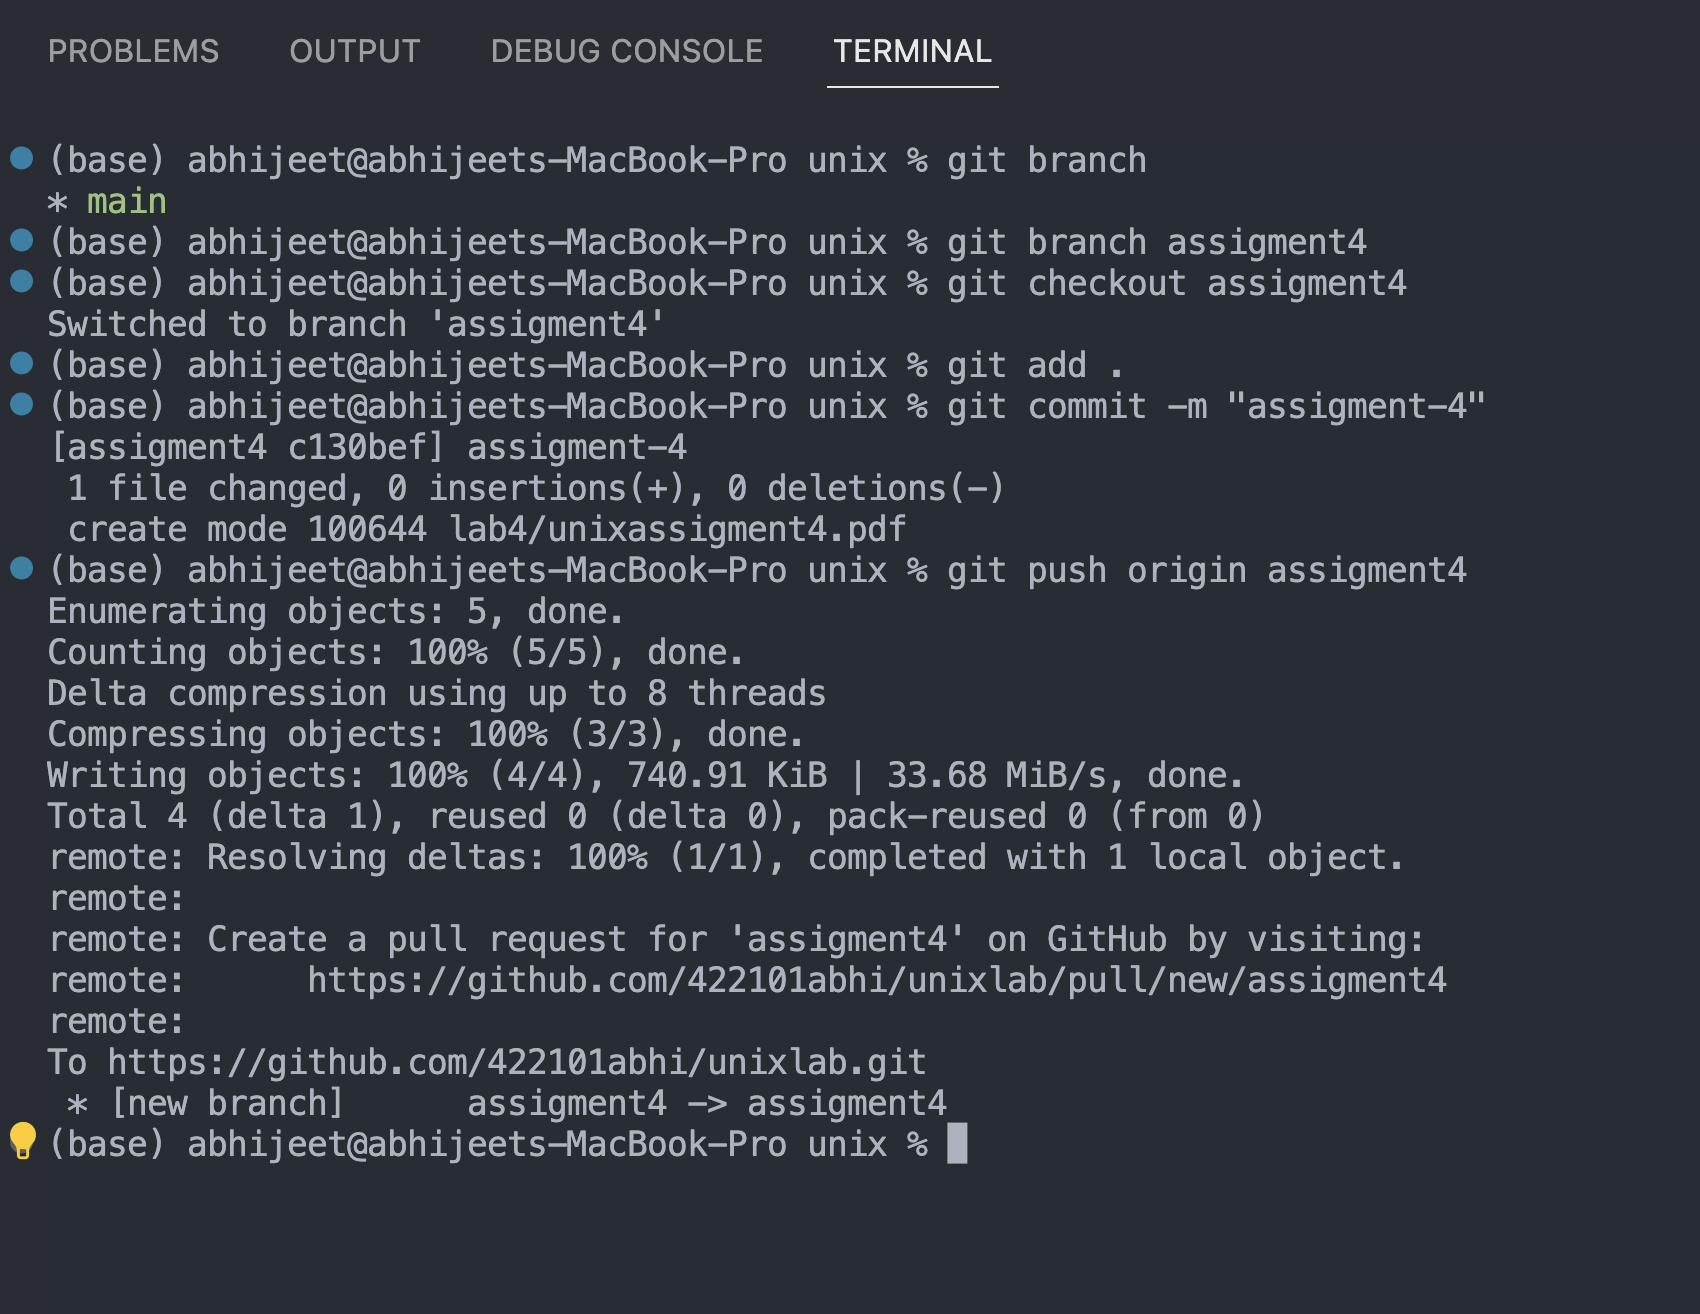 PROBLEMS OUTPUT DEBUG CONSOLE TERMINAL
(base) abhijeet@abhijeets-MacBook-Pro unix % git branch
* main
(base) abhijeet@abhijeets-MacBook-Pro unix % git branch assigment4
(base) abhijeet@abhijeets-MacBook-Pro unix % git checkout assigment4
Switched to branch 'assigment4'
(base) abhijeet@abhijeets-MacBook-Pro unix % git add .
(base) abhijeet@abhijeets-MacBook-Pro unix % git commit -m "assigment-4"
[assigment4 c130bef] assigment-4
 1 file changed, 0 insertions(+), 0 deletions(-)
 create mode 100644 lab4/unixassigment4.pdf
(base) abhijeet@abhijeets-MacBook-Pro unix % git push origin assigment4
Enumerating objects: 5, done.
Counting objects: 100% (5/5), done.
Delta compression using up to 8 threads
Compressing objects: 100% (3/3), done.
Writing objects: 100% (4/4), 740.91 KiB | 33.68 MiB/s, done.
Total 4 (delta 1), reused 0 (delta 0), pack-reused 0 (from 0)
remote: Resolving deltas: 100% (1/1), completed with 1 local object.
remote:
remote: Create a pull request for 'assigment4' on GitHub by visiting:
remote:      https://github.com/422101abhi/unixlab/pull/new/assigment4
remote:
To https://github.com/422101abhi/unixlab.git
 * [new branch]      assigment4 -> assigment4
(base) abhijeet@abhijeets-MacBook-Pro unix %